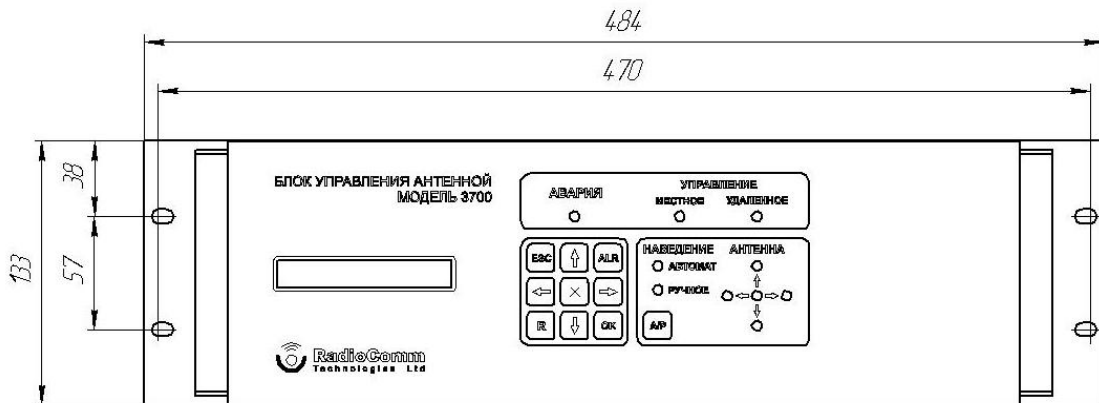 484
470
133
38
57
БЛОК УПРАВЛЕНИЯ АНТЕННОЙ
МОДЕЛЬ 3700
АВАРИЯ
УПРАВЛЕНИЕ
МЕСТНОЕ УДАЛЕННОЕ
ESC ALR
R OK
НАВЕДЕНИЕ АНТЕННА
АВТОМАТ
РУЧНОЕ
А/Р
RadioComm
Technologies Ltd